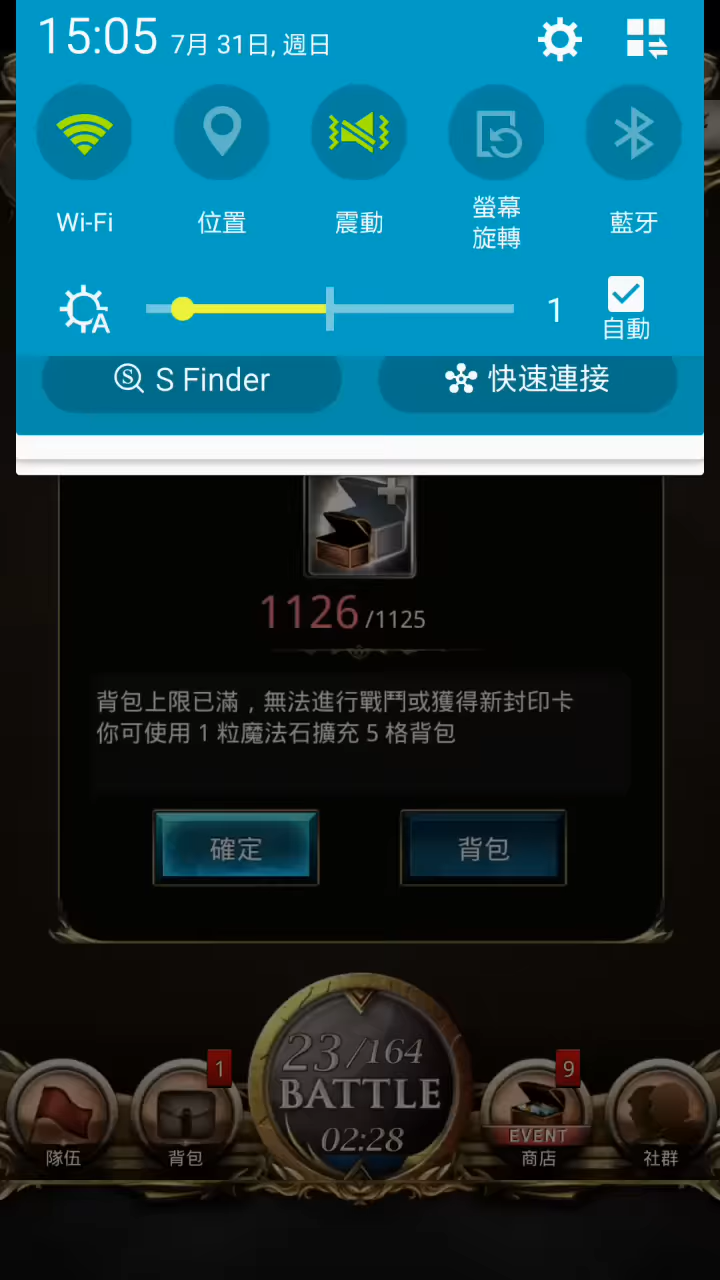 15:05 7月 31日, 週日
Wi-Fi
位置
震動
螢幕
旋轉
藍牙
A
1
自動
S Finder
快速連接
1126/1125
背包上限已滿，無法進行戰鬥或獲得新封印卡
你可使用 1 粒魔法石擴充 5 格背包
確定
背包
23/164
BATTLE
02:28
隊伍
1
背包
9
EVENT
商店
社群